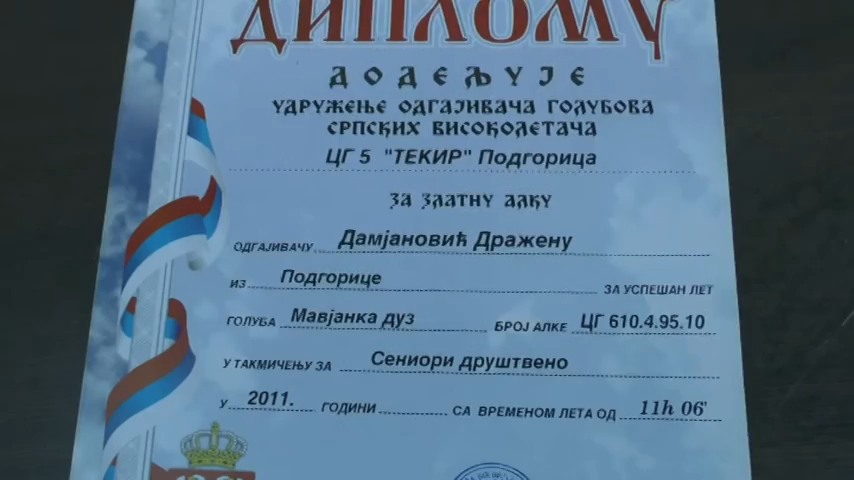 ДИПЛОМУ
ДОДЕЉУЈЕ
УДРУЖЕЊЕ ОДГАЈИВАЧА ГОЛУБОВА
СРПСКИХ ВИСОКОЛЕТАЧА
ЦГ 5 "ТЕКИР" Подгорица
ЗА ЗЛАТНУ АЛКУ
ОДГАЈИВАЧУ Дамјановић Дражену
ИЗ Подгорице ЗА УСПЕШАН ЛЕТ
ГОЛУБА Мавјанка дуз БРОЈ АЛКЕ ЦГ 610.4.95.10
У ТАКМИЧЕЊУ ЗА Сениори друштвено
У 2011. ГОДИНИ СА ВРЕМЕНОМ ЛЕТА ОД 11h 06'